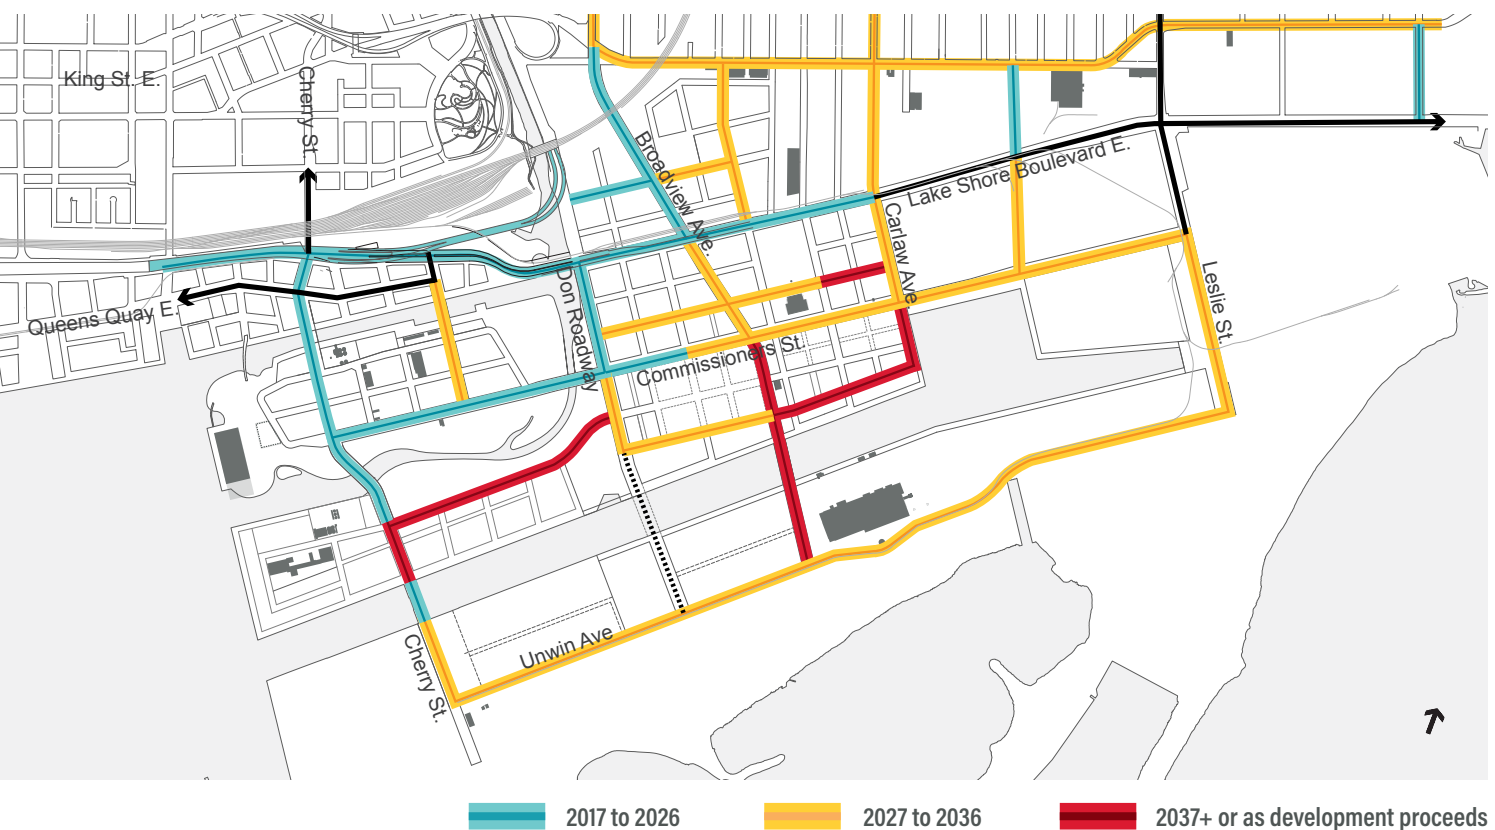 King St. E.
Cherry St.
Broadview Ave.
Lake Shore Boulevard E.
Carlaw Ave
Don Roadway
Queens Quay E.
Leslie St.
Commissioners St.
Unwin Ave
Cherry St.
2017 to 2026
2027 to 2036
2037+ or as development proceeds